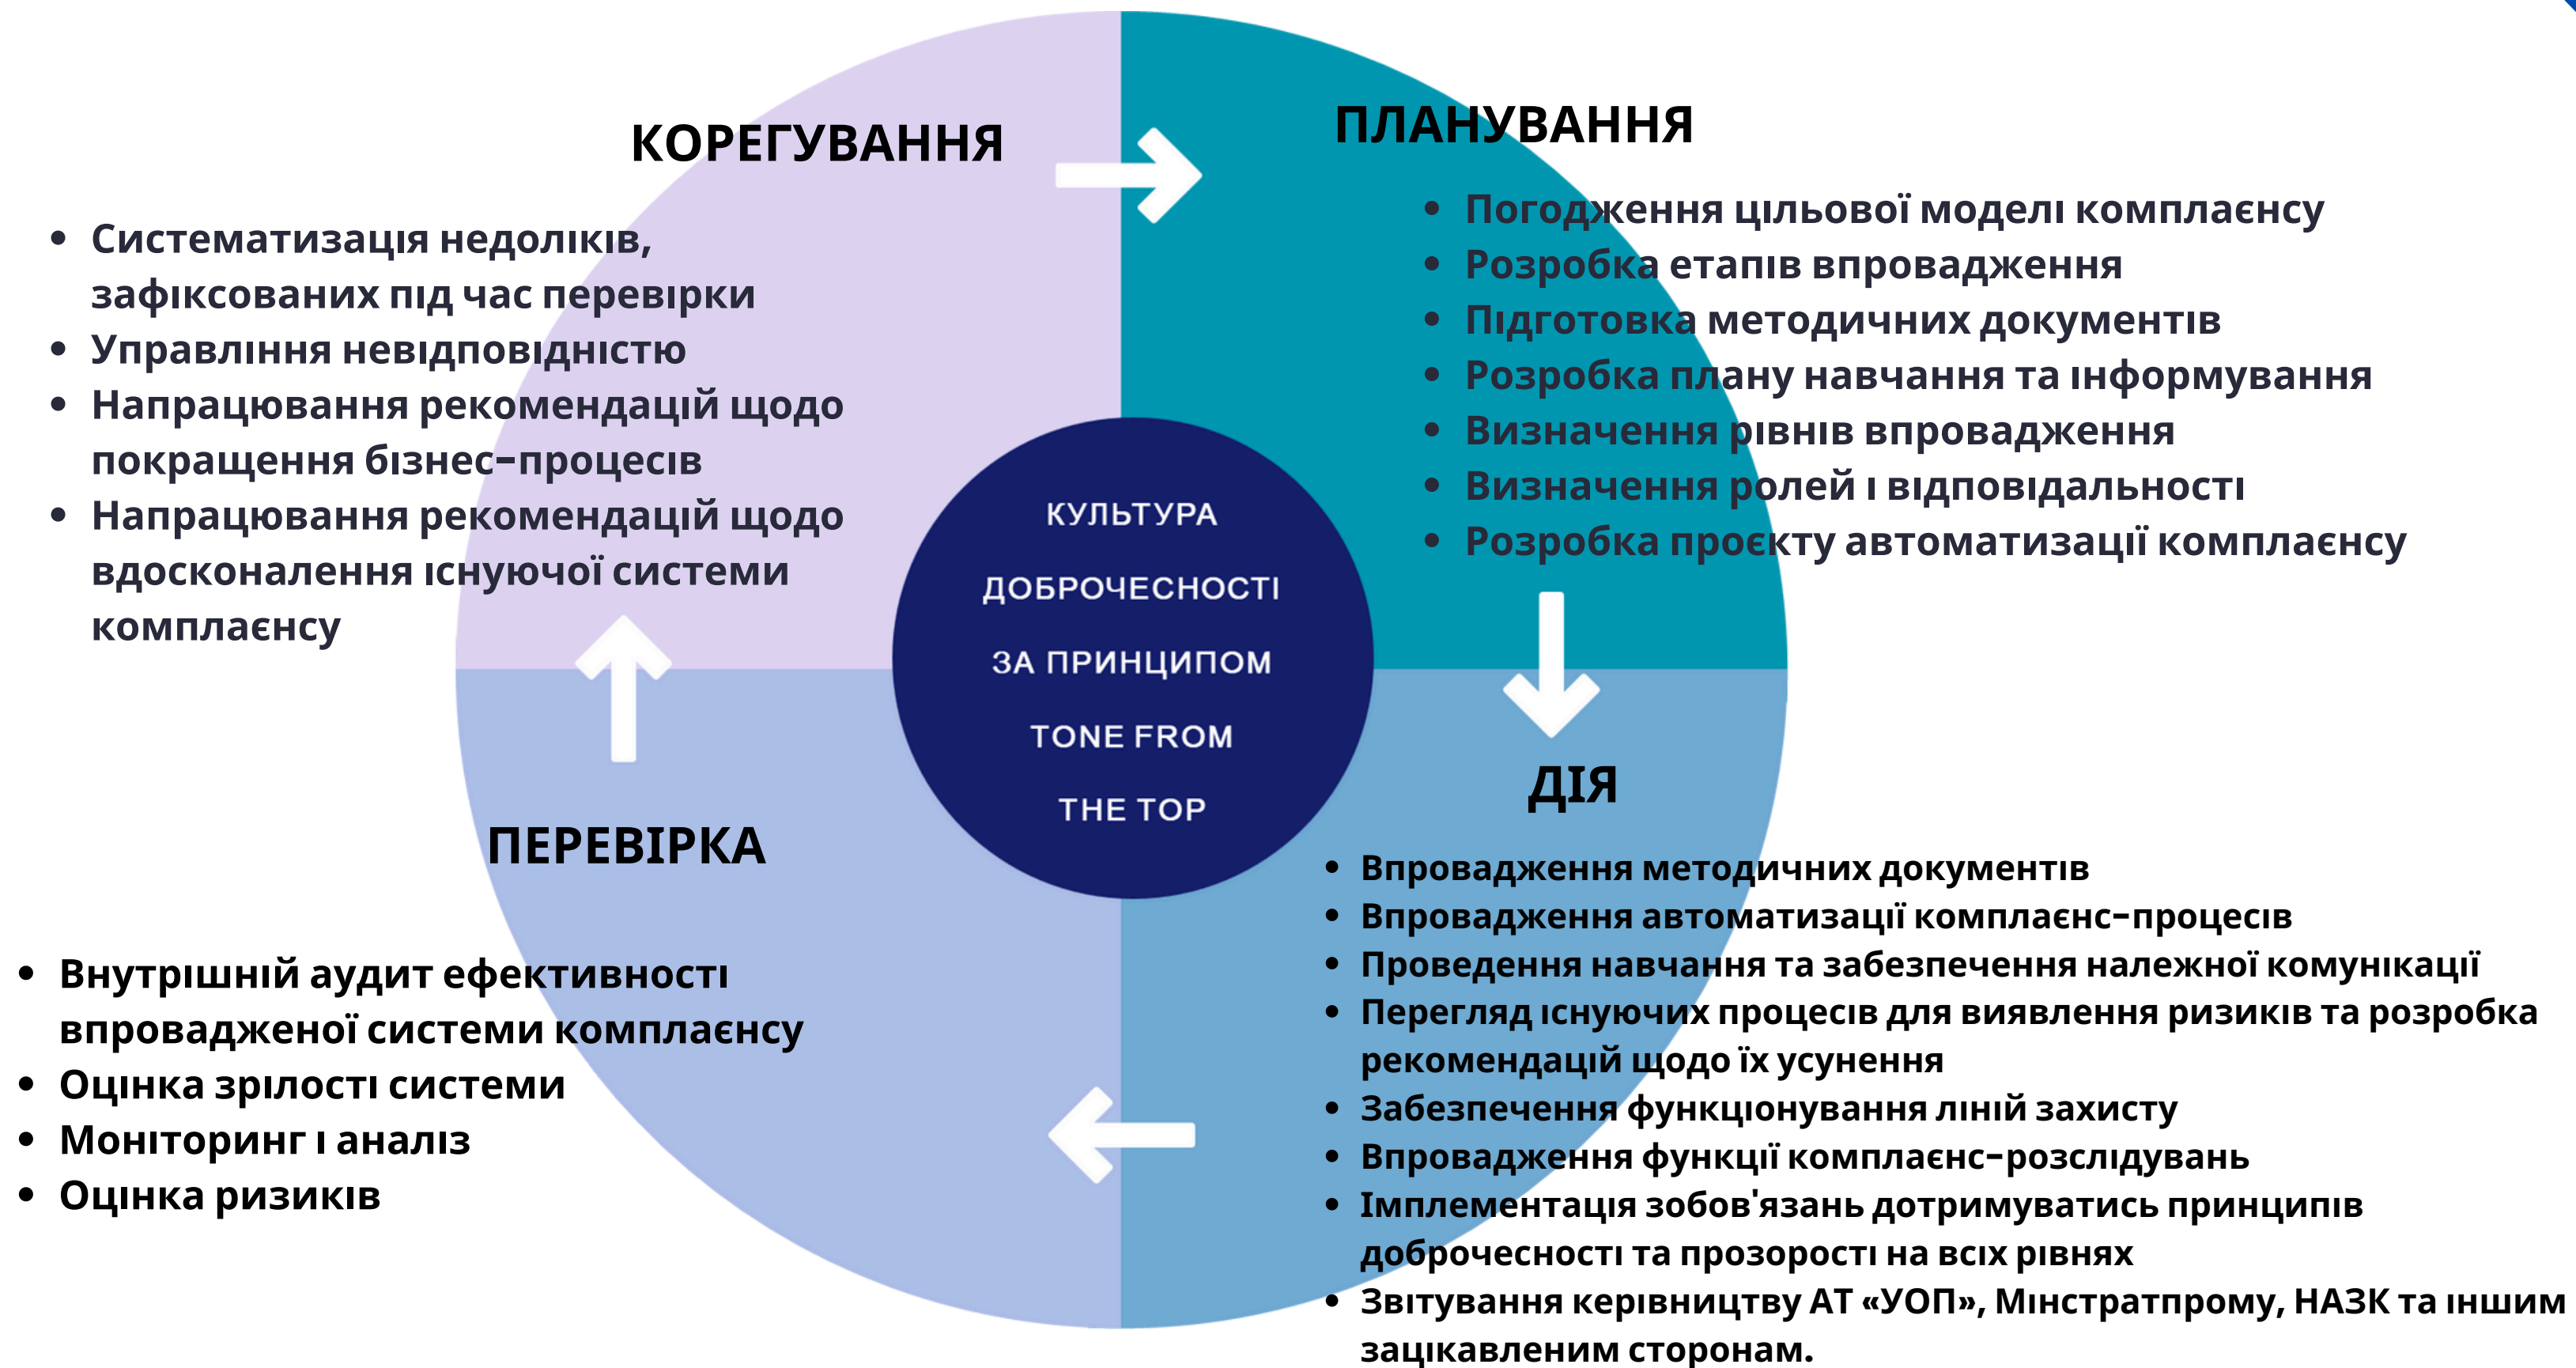 КОРЕГУВАННЯ
• Систематизація недоліків,
зафіксованих під час перевірки
• Управління невідповідністю
• Напрацювання рекомендацій щодо
покращення бізнес-процесів
• Напрацювання рекомендацій щодо
вдосконалення існуючої системи
комплаєнсу
ПЛАНУВАННЯ
• Погодження цільової моделі комплаєнсу
• Розробка етапів впровадження
• Підготовка методичних документів
• Розробка плану навчання та інформування
• Визначення рівнів впровадження
• Визначення ролей і відповідальності
• Розробка проєкту автоматизації комплаєнсу
КУЛЬТУРА
ДОБРОЧЕСНОСТІ
ЗА ПРИНЦИПОМ
TONE FROM
THE TOP
ПЕРЕВІРКА
• Внутрішній аудит ефективності
впровадженої системи комплаєнсу
• Оцінка зрілості системи
• Моніторинг і аналіз
• Оцінка ризиків
ДІЯ
• Впровадження методичних документів
• Впровадження автоматизації комплаєнс-процесів
• Проведення навчання та забезпечення належної комунікації
• Перегляд існуючих процесів для виявлення ризиків та розробка
рекомендацій щодо їх усунення
• Забезпечення функціонування ліній захисту
• Впровадження функції комплаєнс-розслідувань
• Імплементація зобов'язань дотримуватись принципів
доброчесності та прозорості на всіх рівнях
• Звітування керівництву АТ «УОП», Мінстратпрому, НАЗК та іншим
зацікавленим сторонам.